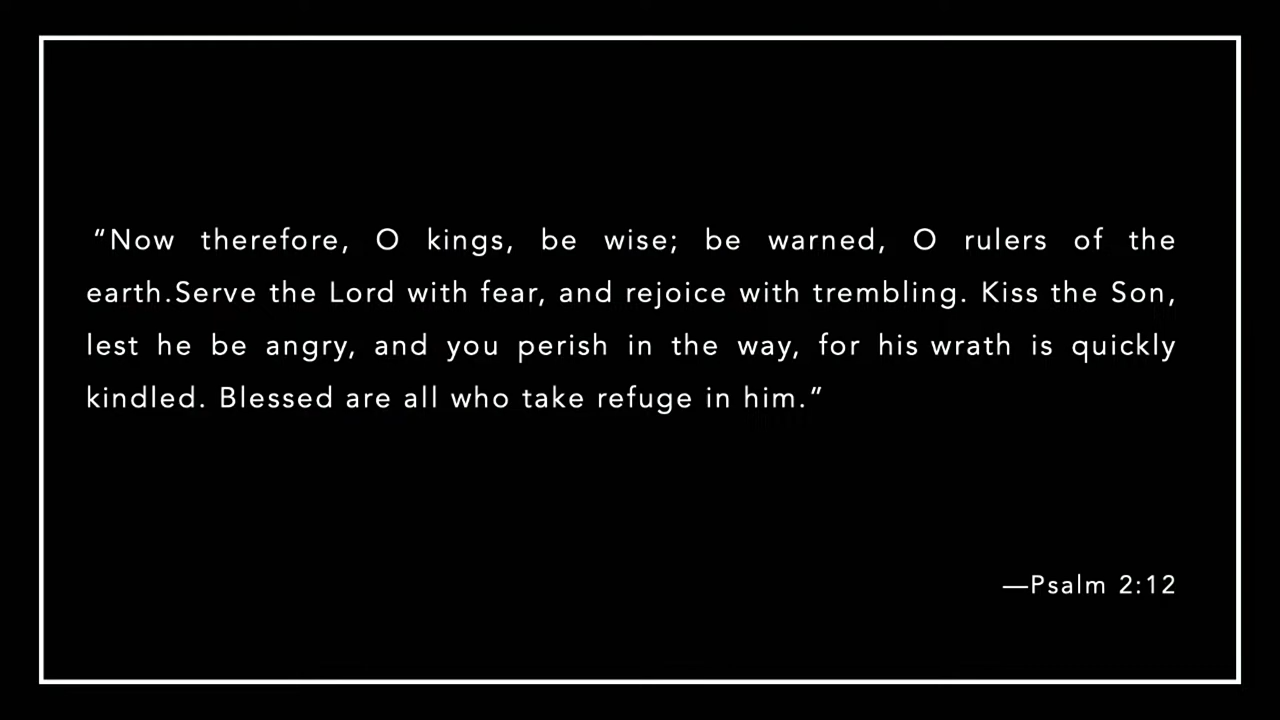 “Now therefore, O kings, be wise; be warned, O rulers of the
earth.Serve the Lord with fear, and rejoice with trembling. Kiss the Son,
lest he be angry, and you perish in the way, for his wrath is quickly
kindled. Blessed are all who take refuge in him.”
—Psalm 2:12